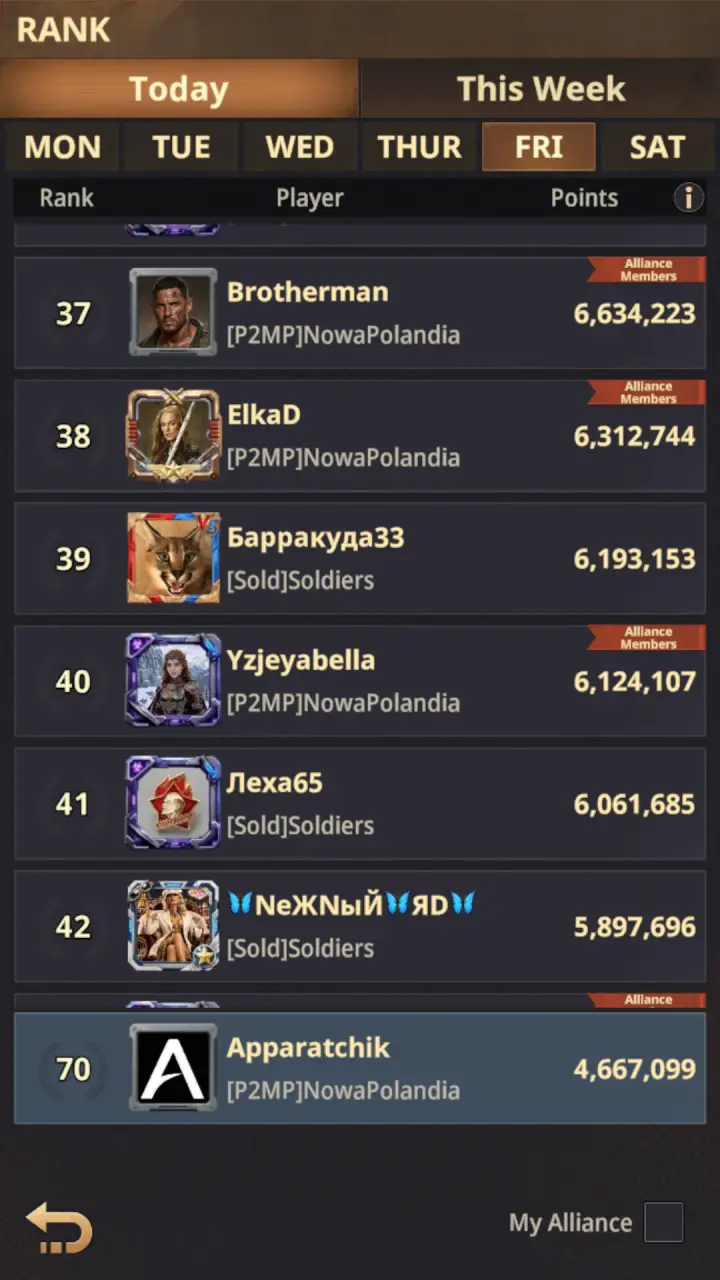 RANK
Today
This Week
MON
TUE
WED
THUR
FRI
SAT
Rank
Player
Points
Alliance
Members
37
Brotherman
[P2MP]NowaPolandia
6,634,223
Alliance
Members
38
ElkaD
[P2MP]NowaPolandia
6,312,744
39
Барракуда33
[Sold]Soldiers
6,193,153
Alliance
Members
40
Yzjeyabella
[P2MP]NowaPolandia
6,124,107
41
Леха65
[Sold]Soldiers
6,061,685
42
🦋NeЖNыЙ🦋ЯD🦋
[Sold]Soldiers
5,897,696
Alliance
70
Apparatchik
[P2MP]NowaPolandia
4,667,099
My Alliance